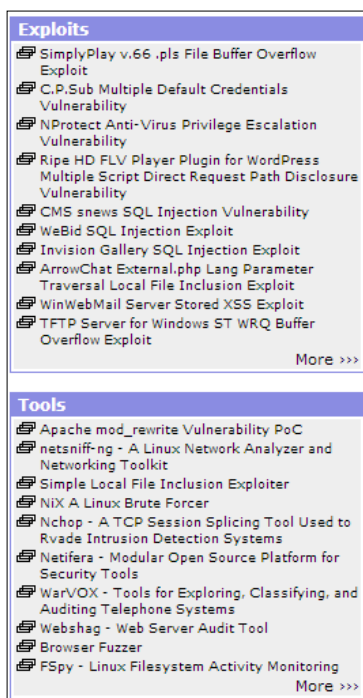 Exploits
SimplyPlay v.66 .pls File Buffer Overflow
Exploit
C.P.Sub Multiple Default Credentials
Vulnerability
NProtect Anti-Virus Privilege Escalation
Vulnerability
Ripe HD FLV Player Plugin for WordPress
Multiple Script Direct Request Path Disclosure
Vulnerability
CMS snews SQL Injection Vulnerability
WeBid SQL Injection Exploit
Invision Gallery SQL Injection Exploit
ArrowChat External.php Lang Parameter
Traversal Local File Inclusion Exploit
WinWebMail Server Stored XSS Exploit
TFTP Server for Windows ST WRQ Buffer
Overflow Exploit
More >>>
Tools
Apache mod_rewrite Vulnerability PoC
netsniff-ng - A Linux Network Analyzer and
Networking Toolkit
Simple Local File Inclusion Exploiter
NiX A Linux Brute Forcer
Nchop - A TCP Session Splicing Tool Used to
Rvade Intrusion Detection Systems
Netifera - Modular Open Source Platform for
Security Tools
WarVOX - Tools for Exploring, Classifying, and
Auditing Telephone Systems
Webshag - Web Server Audit Tool
Browser Fuzzer
FSpy - Linux Filesystem Activity Monitoring
More >>>